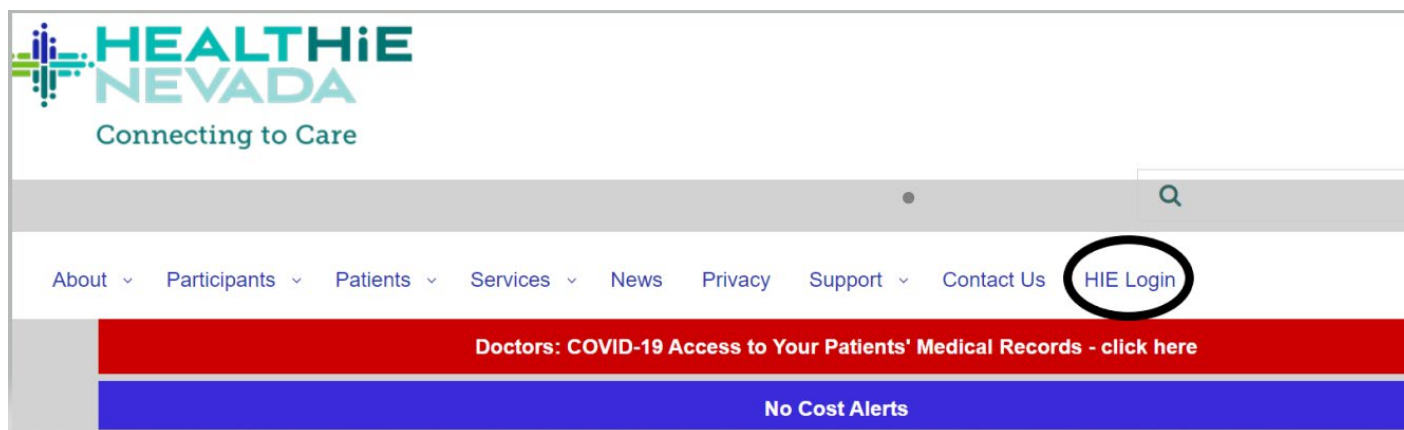 HEALTHiE
NEVADA
Connecting to Care
About Participants Patients Services News Privacy Support Contact Us HIE Login
Doctors: COVID-19 Access to Your Patients' Medical Records - click here
No Cost Alerts